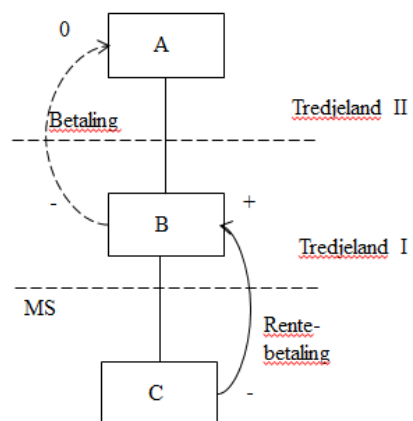 0
A
Betaling
Tredjeland II
-
B
+
Tredjeland I
MS
Rente-
betaling
C
-